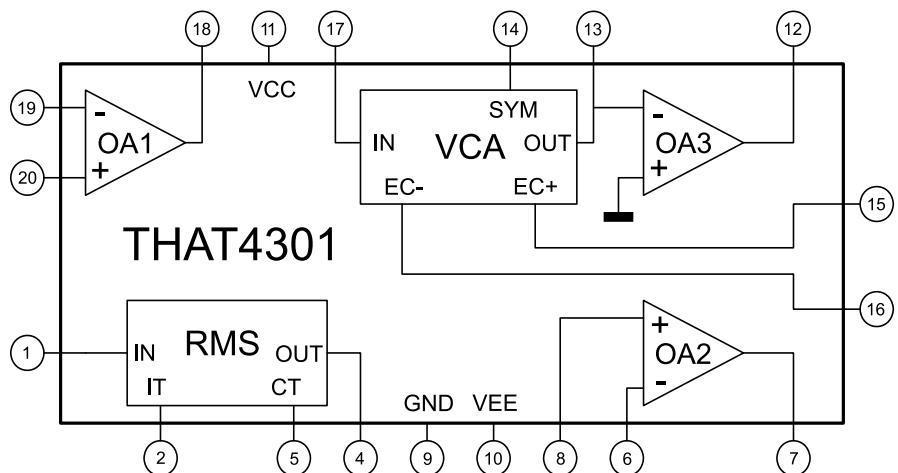 18 11 17 14 13 12
VCC
19 - OA1
20 +
SYM
IN VCA OUT
EC- EC+
- OA3
+
15
THAT4301
16
1 IN RMS OUT
IT CT
+ OA2
-
GND VEE
2 5 4 9 10 8 6 7